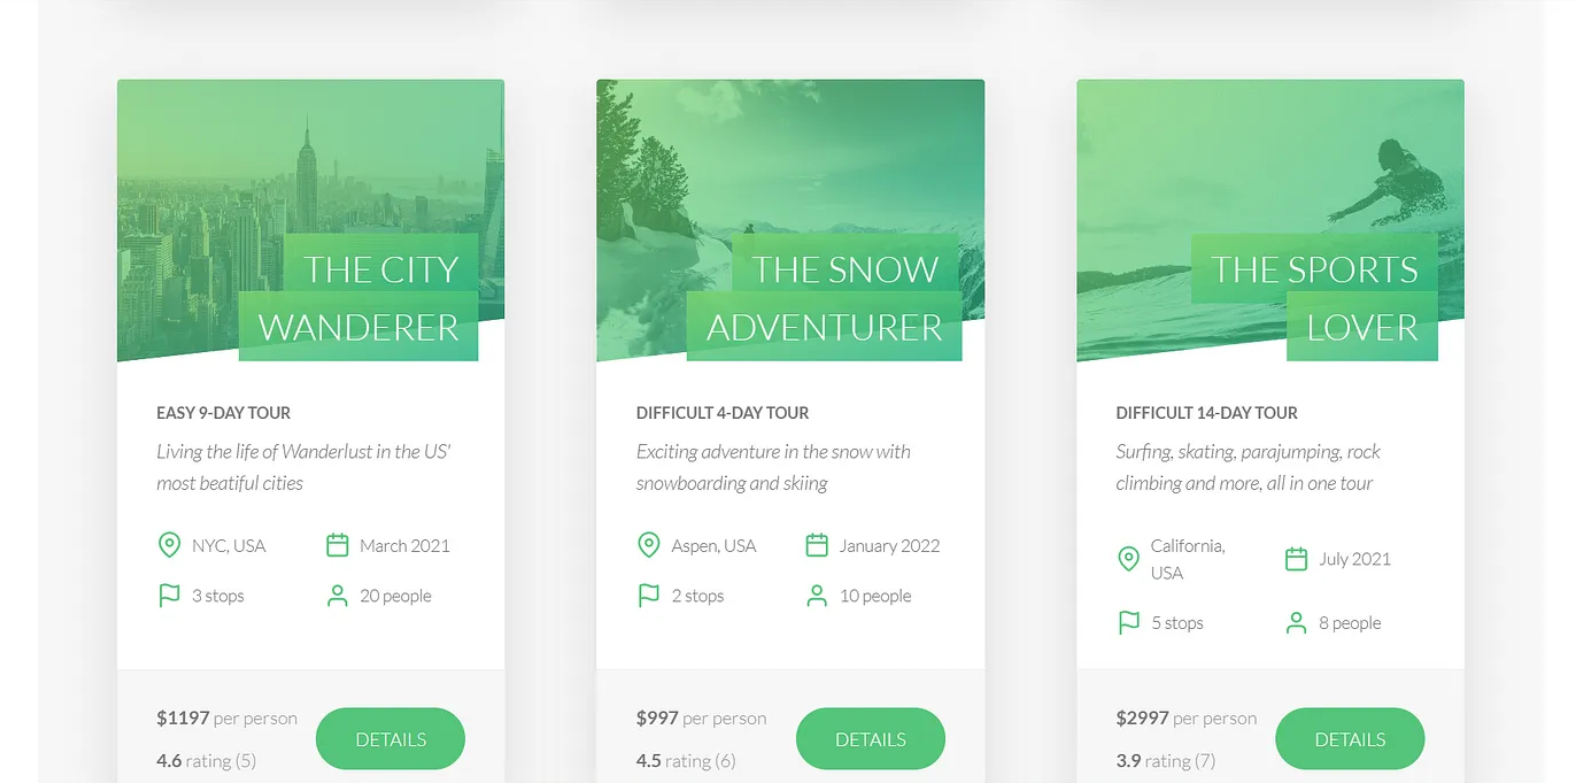 THE CITY
WANDERER
EASY 9-DAY TOUR
Living the life of Wanderlust in the US'
most beatiful cities
NYC, USA
March 2021
3 stops
20 people
$1197 per person
4.6 rating (5)
DETAILS
THE SNOW
ADVENTURER
DIFFICULT 4-DAY TOUR
Exciting adventure in the snow with
snowboarding and skiing
Aspen, USA
January 2022
2 stops
10 people
$997 per person
4.5 rating (6)
DETAILS
THE SPORTS
LOVER
DIFFICULT 14-DAY TOUR
Surfing, skating, parajumping, rock
climbing and more, all in one tour
California,
USA
July 2021
5 stops
8 people
$2997 per person
3.9 rating (7)
DETAILS